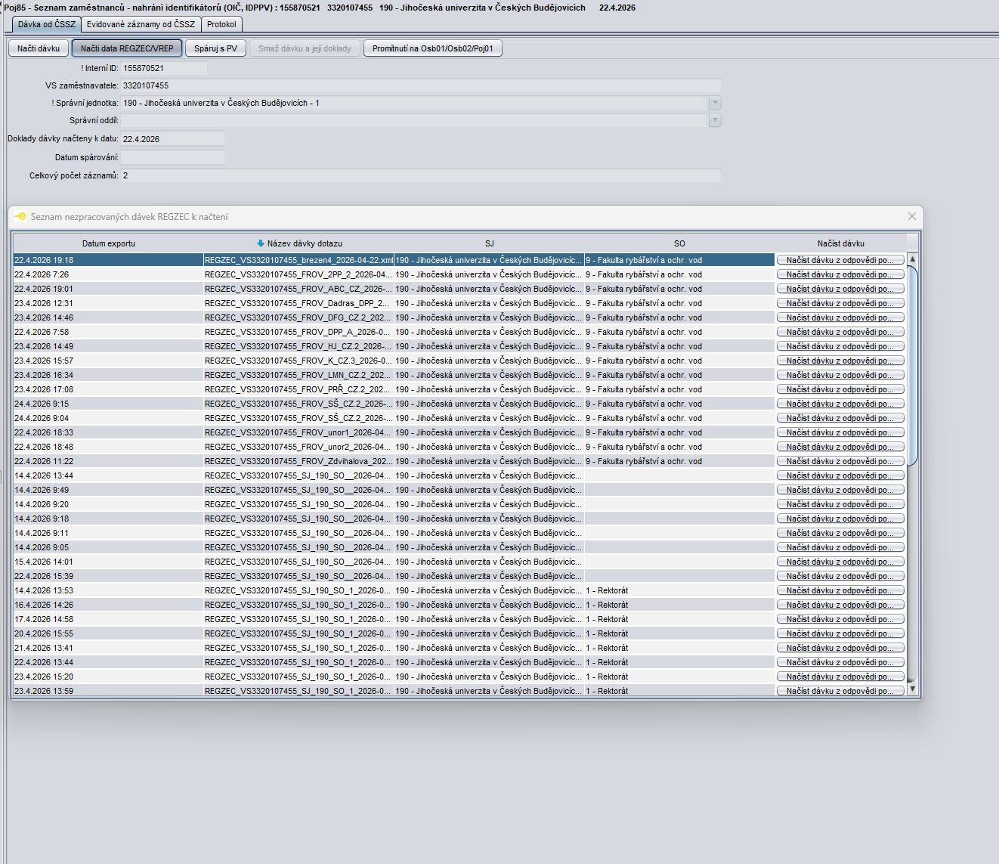 Poj85 - Seznam zaměstnanců - nahrání identifikátorů (OIČ, IDPPV) : 155870521 3320107455 190 - Jihočeská univerzita v Českých Budějovicích 22.4.2026
Dávka od ČSSZ Evidované záznamy od ČSSZ Protokol
Načti dávku Načti data REGZEC/VREP Spáruj s PV Smaž dávku a její doklady Promítnutí na Osb01/Osb02/Poj01
! Interní ID: 155870521
VS zaměstnavatele: 3320107455
! Správní jednotka: 190 - Jihočeská univerzita v Českých Budějovicích - 1
Správní oddíl:
Doklady dávky načteny k datu: 22.4.2026
Datum spárování:
Celkový počet záznamů: 2
Seznam nezpracovaných dávek REGZEC k načtení
Datum exportu Název dávky dotazu SJ SO Načíst dávku
22.4.2026 19:18 REGZEC_VS3320107455_brezen4_2026-04-22.xml 190 - Jihočeská univerzita v Českých Budějovicíc... 9 - Fakulta rybářství a ochr. vod Načíst dávku z odpovědi po...
22.4.2026 7:26 REGZEC_VS3320107455_FROV_2PP_2_2026-04... 190 - Jihočeská univerzita v Českých Budějovicíc... 9 - Fakulta rybářství a ochr. vod Načíst dávku z odpovědi po...
22.4.2026 19:01 REGZEC_VS3320107455_FROV_ABC_CZ_2026-... 190 - Jihočeská univerzita v Českých Budějovicíc... 9 - Fakulta rybářství a ochr. vod Načíst dávku z odpovědi po...
23.4.2026 12:31 REGZEC_VS3320107455_FROV_Dadras_DPP_2... 190 - Jihočeská univerzita v Českých Budějovicíc... 9 - Fakulta rybářství a ochr. vod Načíst dávku z odpovědi po...
23.4.2026 14:46 REGZEC_VS3320107455_FROV_DFG_CZ.2_202... 190 - Jihočeská univerzita v Českých Budějovicíc... 9 - Fakulta rybářství a ochr. vod Načíst dávku z odpovědi po...
22.4.2026 7:58 REGZEC_VS3320107455_FROV_DPP_A_2026-0... 190 - Jihočeská univerzita v Českých Budějovicíc... 9 - Fakulta rybářství a ochr. vod Načíst dávku z odpovědi po...
23.4.2026 14:49 REGZEC_VS3320107455_FROV_HJ_CZ.2_2026-... 190 - Jihočeská univerzita v Českých Budějovicíc... 9 - Fakulta rybářství a ochr. vod Načíst dávku z odpovědi po...
23.4.2026 15:57 REGZEC_VS3320107455_FROV_K_CZ.3_2026-0... 190 - Jihočeská univerzita v Českých Budějovicíc... 9 - Fakulta rybářství a ochr. vod Načíst dávku z odpovědi po...
23.4.2026 16:34 REGZEC_VS3320107455_FROV_LMN_CZ.2_202... 190 - Jihočeská univerzita v Českých Budějovicíc... 9 - Fakulta rybářství a ochr. vod Načíst dávku z odpovědi po...
23.4.2026 17:08 REGZEC_VS3320107455_FROV_PRŘ_CZ.2_202... 190 - Jihočeská univerzita v Českých Budějovicíc... 9 - Fakulta rybářství a ochr. vod Načíst dávku z odpovědi po...
24.4.2026 9:15 REGZEC_VS3320107455_FROV_SŠ_CZ.2_2026-... 190 - Jihočeská univerzita v Českých Budějovicíc... 9 - Fakulta rybářství a ochr. vod Načíst dávku z odpovědi po...
24.4.2026 9:04 REGZEC_VS3320107455_FROV_SŠ_CZ.2_2026-... 190 - Jihočeská univerzita v Českých Budějovicíc... 9 - Fakulta rybářství a ochr. vod Načíst dávku z odpovědi po...
22.4.2026 18:33 REGZEC_VS3320107455_FROV_unor1_2026-04... 190 - Jihočeská univerzita v Českých Budějovicíc... 9 - Fakulta rybářství a ochr. vod Načíst dávku z odpovědi po...
22.4.2026 18:48 REGZEC_VS3320107455_FROV_unor2_2026-04... 190 - Jihočeská univerzita v Českých Budějovicíc... 9 - Fakulta rybářství a ochr. vod Načíst dávku z odpovědi po...
22.4.2026 11:22 REGZEC_VS3320107455_FROV_Zdvihalova_202... 190 - Jihočeská univerzita v Českých Budějovicíc... 9 - Fakulta rybářství a ochr. vod Načíst dávku z odpovědi po...
14.4.2026 13:44 REGZEC_VS3320107455_SJ_190_SO__2026-04... 190 - Jihočeská univerzita v Českých Budějovicíc... Načíst dávku z odpovědi po...
14.4.2026 9:49 REGZEC_VS3320107455_SJ_190_SO__2026-04... 190 - Jihočeská univerzita v Českých Budějovicíc... Načíst dávku z odpovědi po...
14.4.2026 9:20 REGZEC_VS3320107455_SJ_190_SO__2026-04... 190 - Jihočeská univerzita v Českých Budějovicíc... Načíst dávku z odpovědi po...
14.4.2026 9:18 REGZEC_VS3320107455_SJ_190_SO__2026-04... 190 - Jihočeská univerzita v Českých Budějovicíc... Načíst dávku z odpovědi po...
14.4.2026 9:11 REGZEC_VS3320107455_SJ_190_SO__2026-04... 190 - Jihočeská univerzita v Českých Budějovicíc... Načíst dávku z odpovědi po...
14.4.2026 9:05 REGZEC_VS3320107455_SJ_190_SO__2026-04... 190 - Jihočeská univerzita v Českých Budějovicíc... Načíst dávku z odpovědi po...
15.4.2026 14:01 REGZEC_VS3320107455_SJ_190_SO__2026-04... 190 - Jihočeská univerzita v Českých Budějovicíc... Načíst dávku z odpovědi po...
22.4.2026 15:39 REGZEC_VS3320107455_SJ_190_SO__2026-04... 190 - Jihočeská univerzita v Českých Budějovicíc... Načíst dávku z odpovědi po...
14.4.2026 13:53 REGZEC_VS3320107455_SJ_190_SO_1_2026-0... 190 - Jihočeská univerzita v Českých Budějovicíc... 1 - Rektorát Načíst dávku z odpovědi po...
16.4.2026 14:26 REGZEC_VS3320107455_SJ_190_SO_1_2026-0... 190 - Jihočeská univerzita v Českých Budějovicíc... 1 - Rektorát Načíst dávku z odpovědi po...
17.4.2026 14:58 REGZEC_VS3320107455_SJ_190_SO_1_2026-0... 190 - Jihočeská univerzita v Českých Budějovicíc... 1 - Rektorát Načíst dávku z odpovědi po...
20.4.2026 15:55 REGZEC_VS3320107455_SJ_190_SO_1_2026-0... 190 - Jihočeská univerzita v Českých Budějovicíc... 1 - Rektorát Načíst dávku z odpovědi po...
21.4.2026 13:41 REGZEC_VS3320107455_SJ_190_SO_1_2026-0... 190 - Jihočeská univerzita v Českých Budějovicíc... 1 - Rektorát Načíst dávku z odpovědi po...
22.4.2026 13:44 REGZEC_VS3320107455_SJ_190_SO_1_2026-0... 190 - Jihočeská univerzita v Českých Budějovicíc... 1 - Rektorát Načíst dávku z odpovědi po...
23.4.2026 15:20 REGZEC_VS3320107455_SJ_190_SO_1_2026-0... 190 - Jihočeská univerzita v Českých Budějovicíc... 1 - Rektorát Načíst dávku z odpovědi po...
23.4.2026 13:59 REGZEC_VS3320107455_SJ_190_SO_1_2026-0... 190 - Jihočeská univerzita v Českých Budějovicíc... 1 - Rektorát Načíst dávku z odpovědi po...